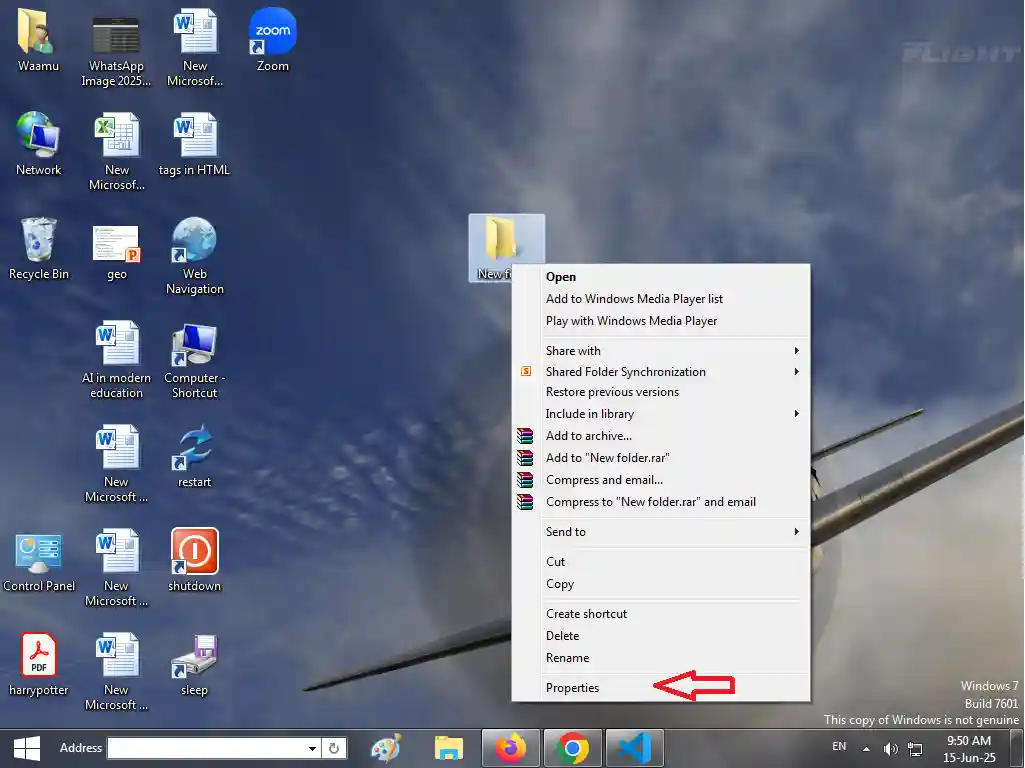 Waamu
WhatsApp
Image 2025...
New
Microsof...
zoom
Zoom
FLIGHT
Network
New
Microsof...
tags in HTML
Recycle Bin
geo
Web
Navigation
AI in modern
education
Computer -
Shortcut
New
Microsoft ...
restart
Control Panel
New
Microsoft ...
shutdown
PDF
harrypotter
New
Microsoft ...
sleep
New f
Open
Add to Windows Media Player list
Play with Windows Media Player
Share with
Shared Folder Synchronization
Restore previous versions
Include in library
Add to archive...
Add to "New folder.rar"
Compress and email...
Compress to "New folder.rar" and email
Send to
Cut
Copy
Create shortcut
Delete
Rename
Properties
Windows 7
Build 7601
This copy of Windows is not genuine
Address
EN
9:50 AM
15-Jun-25